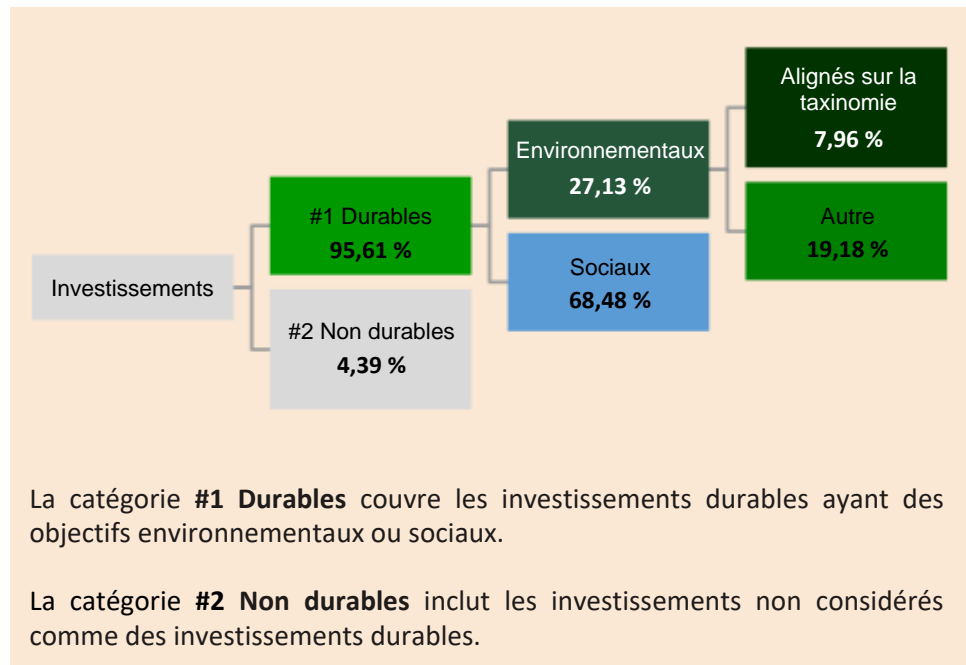 Investissements
#1 Durables
95,61 %
#2 Non durables
4,39 %
Environnementaux
27,13 %
Sociaux
68,48 %
Alignés sur la
taxinomie
7,96 %
Autre
19,18 %
La catégorie #1 Durables couvre les investissements durables ayant des
objectifs environnementaux ou sociaux.
La catégorie #2 Non durables inclut les investissements non considérés
comme des investissements durables.